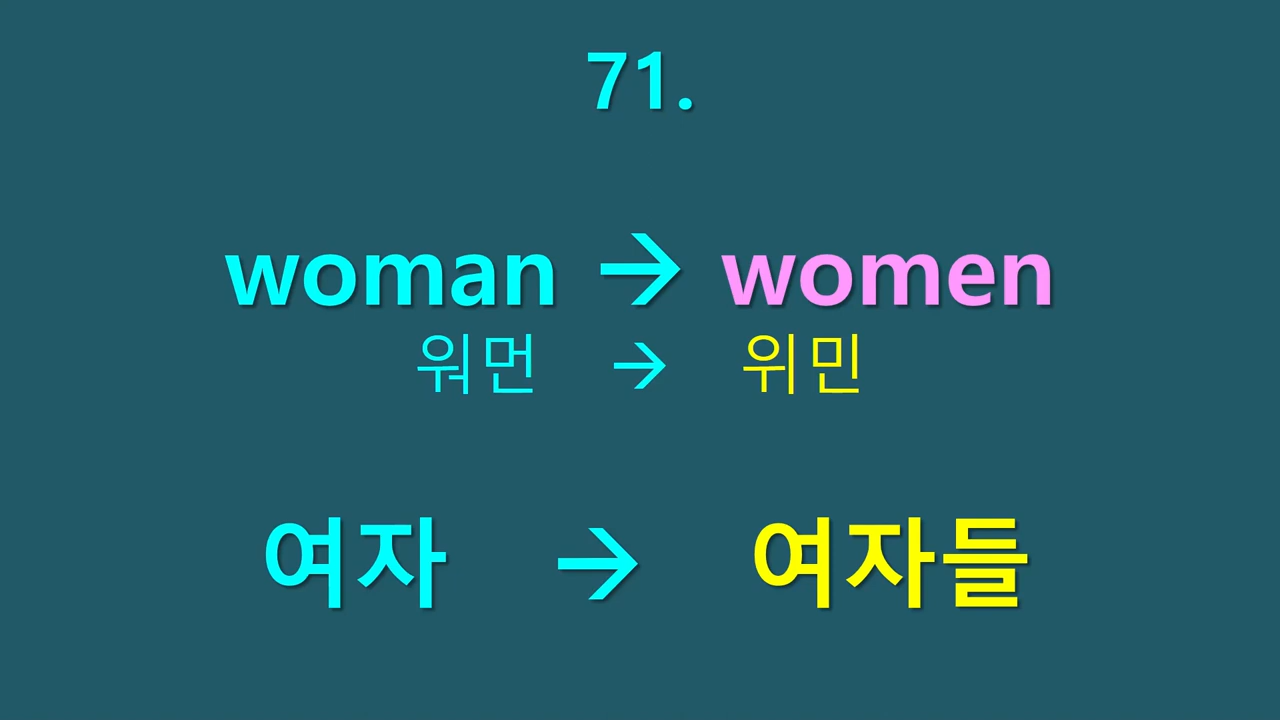 71.
woman → women
워먼 → 위민
여자 → 여자들